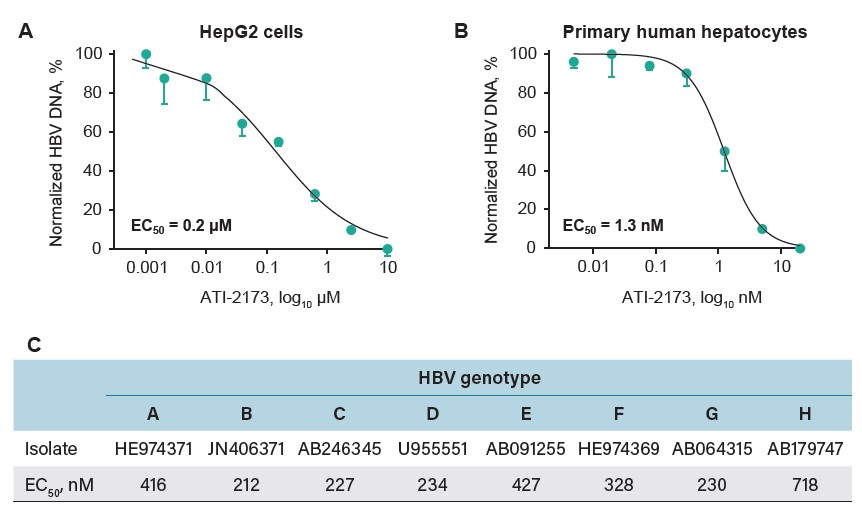 A
HepG2 cells
Normalized HBV DNA, %
100
80
60
40
20
0
EC50 = 0.2 µM
0.001 0.01 0.1 1 10
ATI-2173, log10 µM
B
Primary human hepatocytes
Normalized HBV DNA, %
100
80
60
40
20
0
EC50 = 1.3 nM
0.01 0.1 1 10
ATI-2173, log10 nM
C
HBV genotype
A B C D E F G H
Isolate HE974371 JN406371 AB246345 U955551 AB091255 HE974369 AB064315 AB179747
EC50, nM 416 212 227 234 427 328 230 718